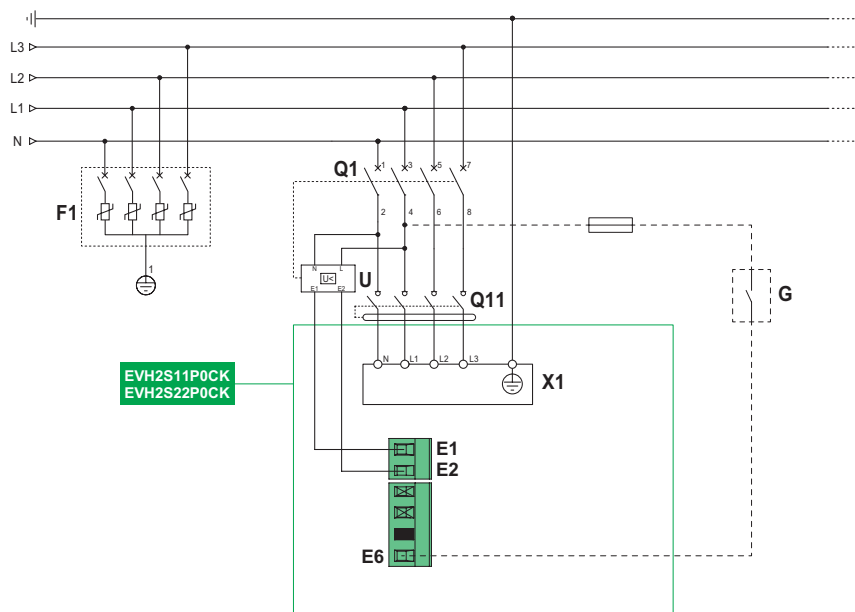 L3
L2
L1
N
Q1
1
3
5
7
F1
2
4
6
8
N
L
U<
U
E1
E2
1
Q11
G
N
L1
L2
L3
X1
EVH2S11P0CK
EVH2S22P0CK
E1
E2
E6